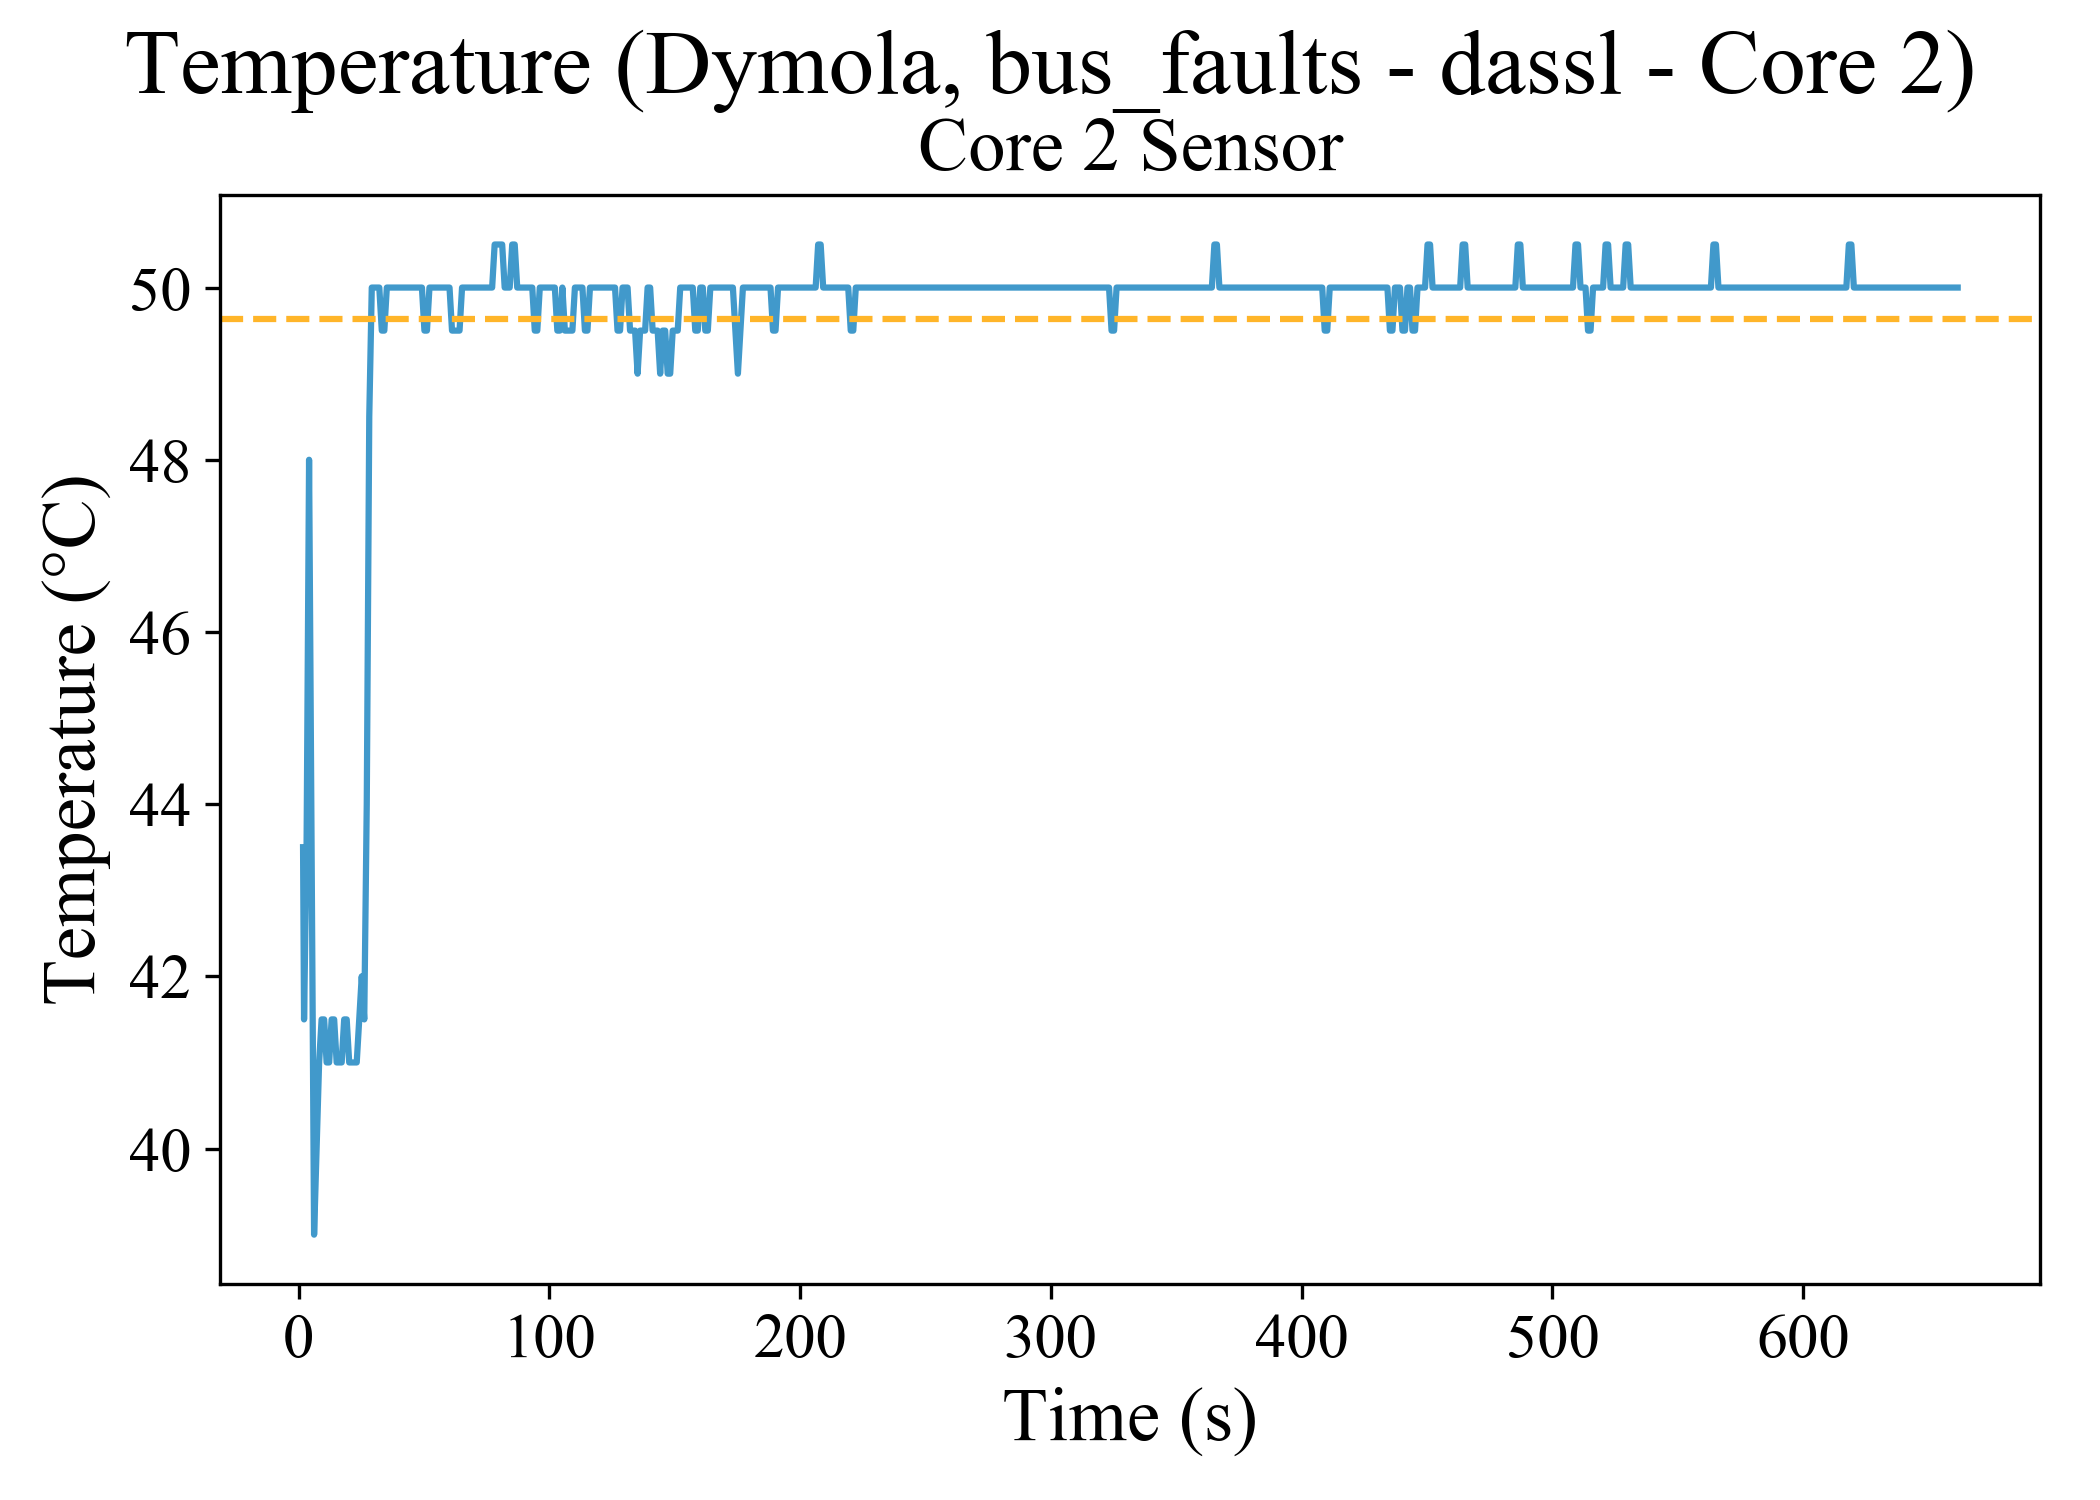 Temperature (Dymola, bus_faults - dassl - Core 2)
Core 2 Sensor
50
48
46
44
42
40
Temperature (°C)
0 100 200 300 400 500 600
Time (s)